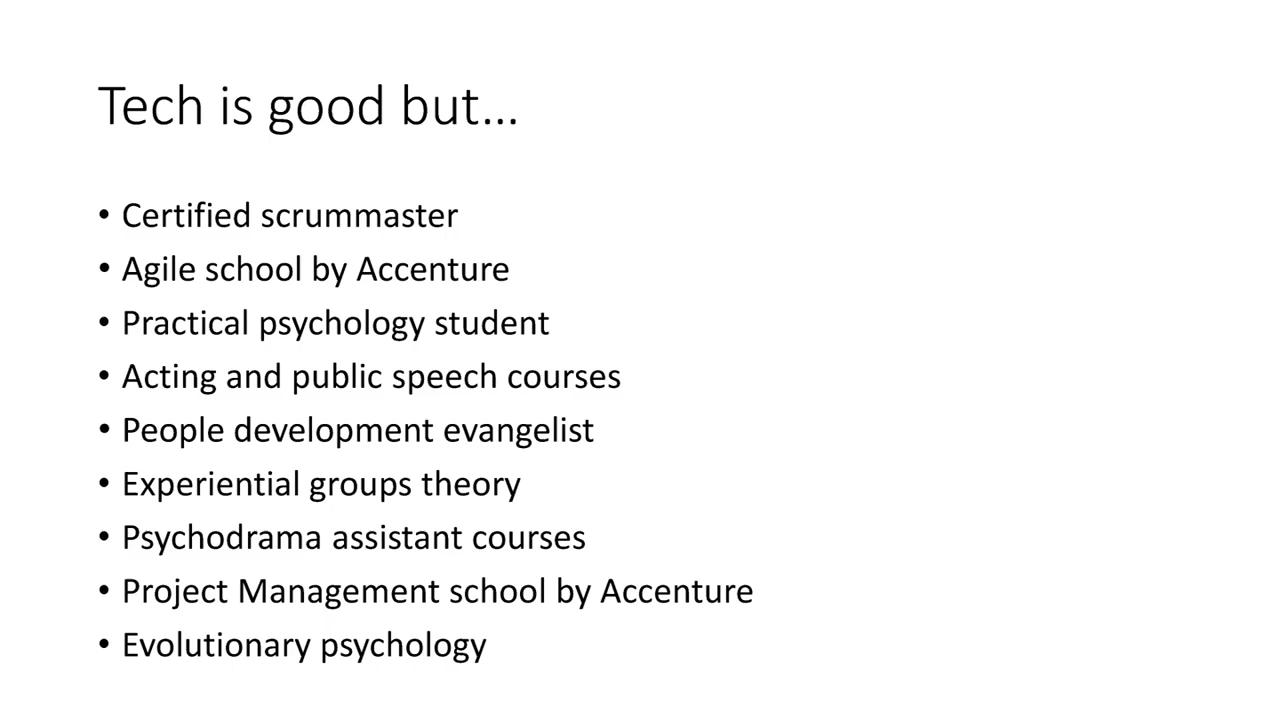 Tech is good but...
• Certified scrummaster
• Agile school by Accenture
• Practical psychology student
• Acting and public speech courses
• People development evangelist
• Experiential groups theory
• Psychodrama assistant courses
• Project Management school by Accenture
• Evolutionary psychology